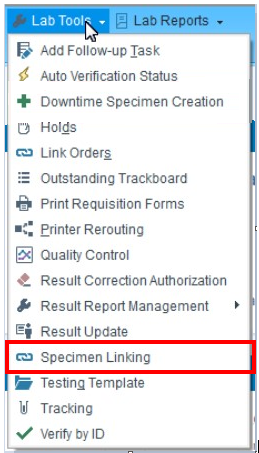 Lab Tools Lab Reports
Add Follow-up Task
Auto Verification Status
Downtime Specimen Creation
Holds
Link Orders
Outstanding Trackboard
Print Requisition Forms
Printer Rerouting
Quality Control
Result Correction Authorization
Result Report Management
Result Update
Specimen Linking
Testing Template
Tracking
Verify by ID